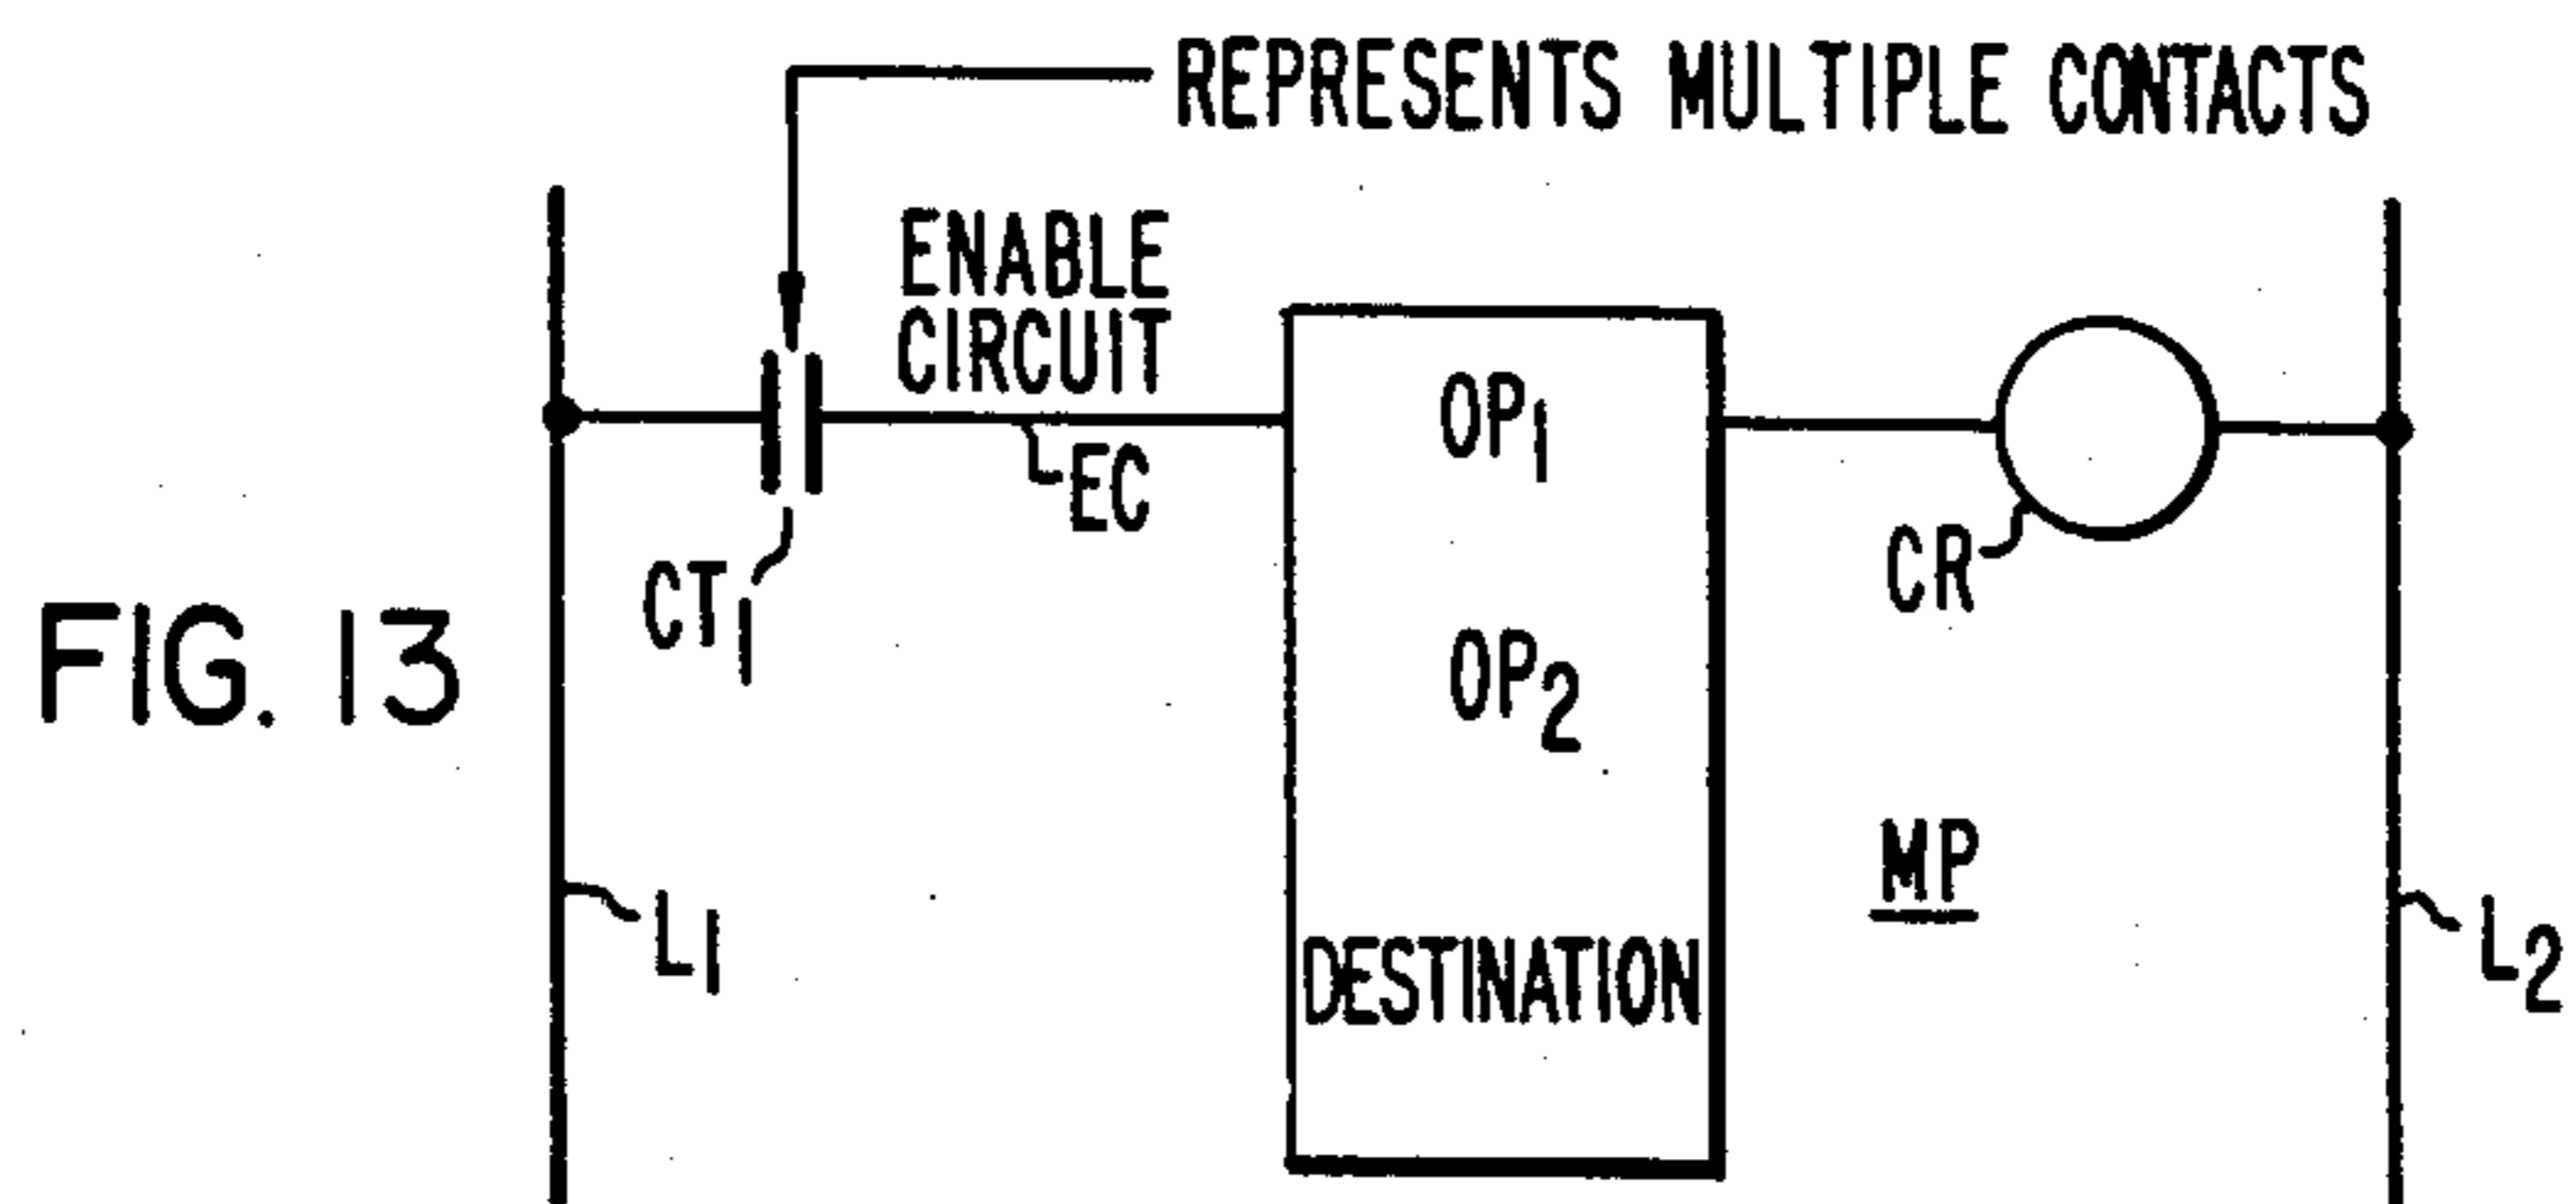 REPRESENTS MULTIPLE CONTACTS
ENABLE
CIRCUIT
EC
OP1
CT1
CR
OP2
FIG. 13
MP
L1
DESTINATION
L2